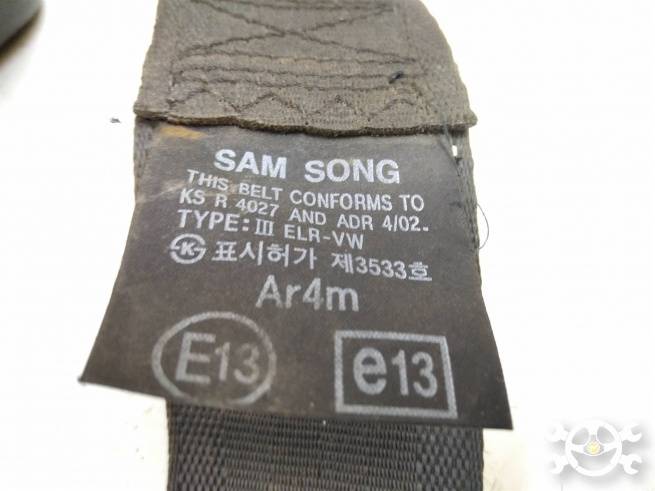 SAM SONG
THIS BELT CONFORMS TO
KS R 4027 AND ADR 4/02-
TYPE: III ELR-VW
K 표시허가 제3533호
Ar4m
E13 e13